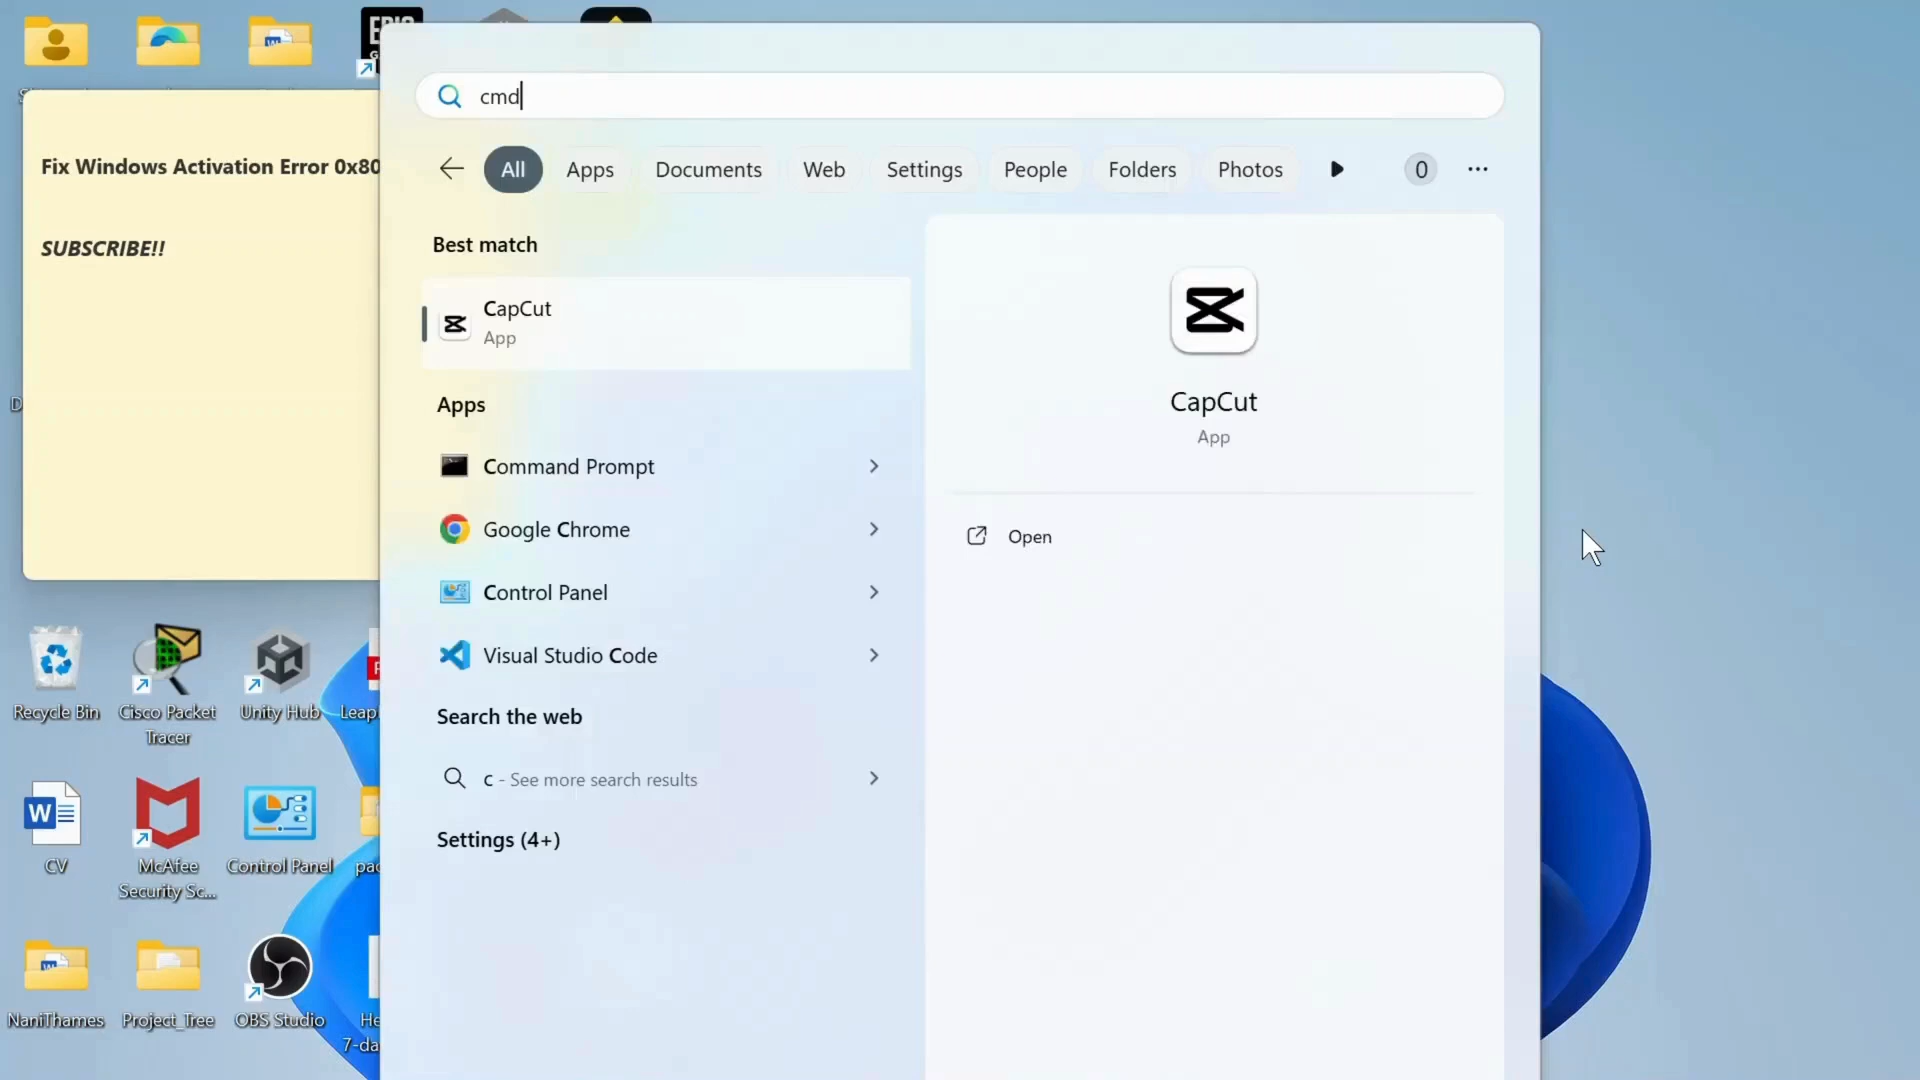 cmd
All
Apps
Documents
Web
Settings
People
Folders
Photos
0
Fix Windows Activation Error 0x80
SUBSCRIBE!!
Best match
CapCut
App
Apps
Command Prompt
Google Chrome
Control Panel
Visual Studio Code
Search the web
c - See more search results
Settings (4+)
CapCut
App
Open
Recycle Bin
Cisco Packet
Tracer
Unity Hub
CV
McAfee
Security Sc...
Control Panel
NaniThames
Project_Tree
OBS Studio
7-da